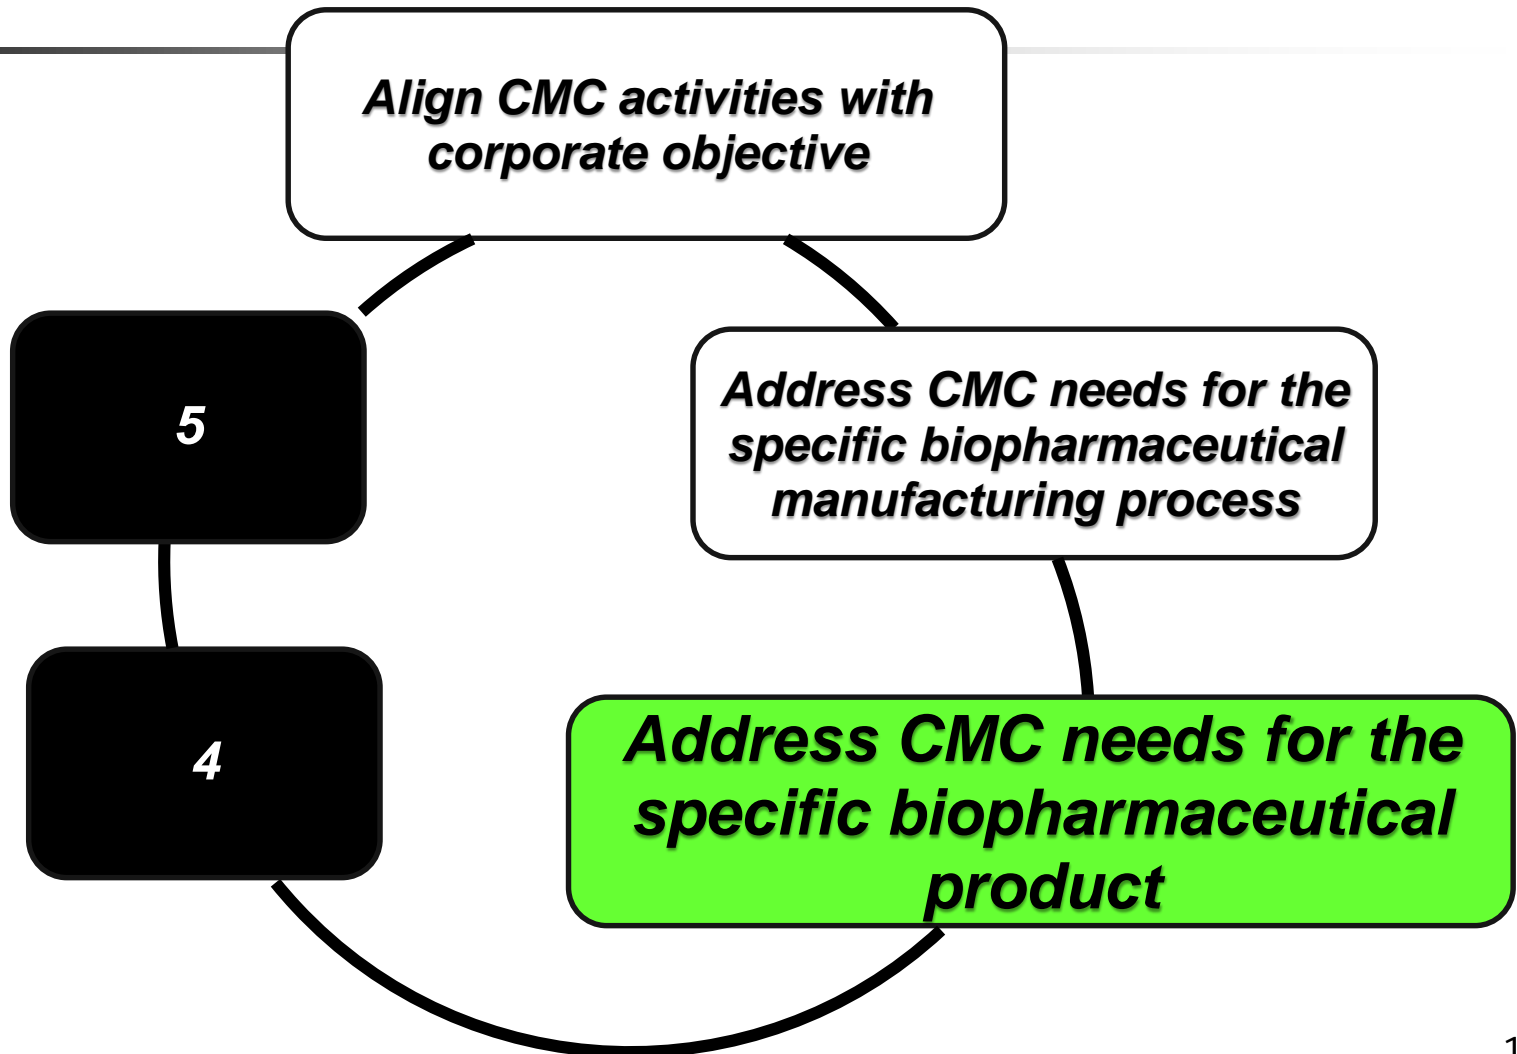 Align CMC activities with
corporate objective
Address CMC needs for the
specific biopharmaceutical
manufacturing process
Address CMC needs for the
specific biopharmaceutical
product
4
5
1